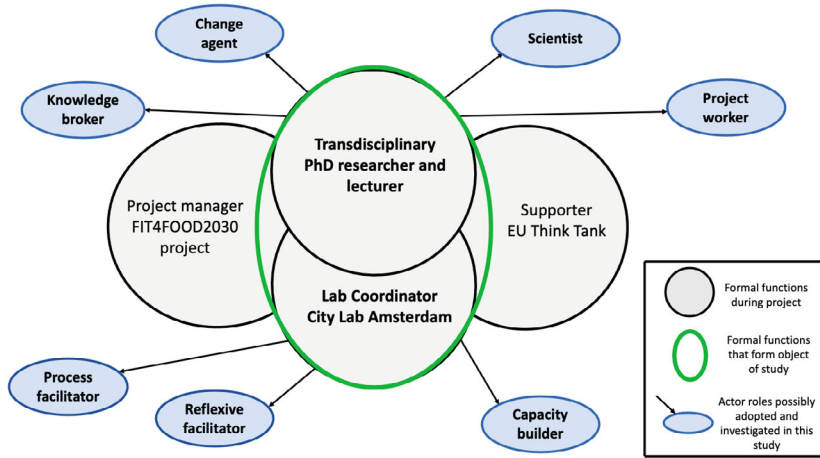 Change
agent
Scientist
Knowledge
broker
Project
worker
Transdisciplinary
PhD researcher and
lecturer
Project manager
FIT4FOOD2030
project
Supporter
EU Think Tank
Lab Coordinator
City Lab Amsterdam
Process
facilitator
Reflexive
facilitator
Capacity
builder
Formal functions
during project
Formal functions
that form object
of study
Actor roles possibly
adopted and
investigated in this
study